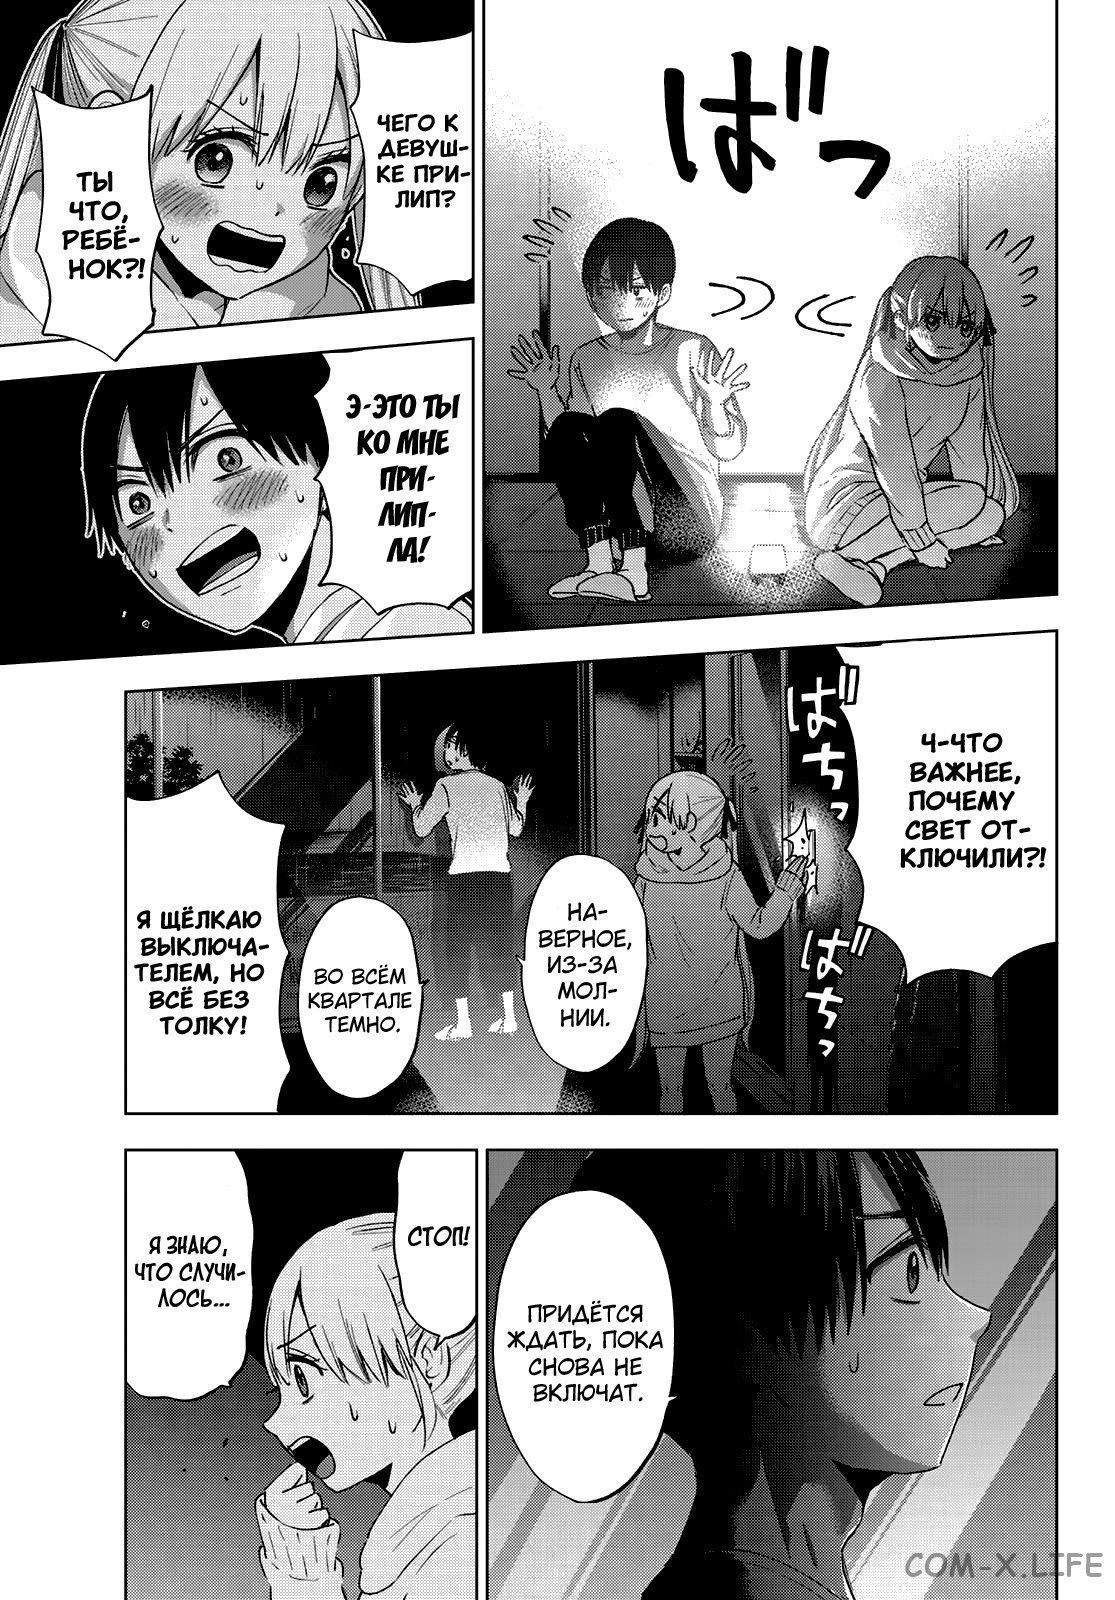 ばっ
ЧЕГО К
ДЕВУШ-
КЕ ПРИ-
ЛИП?
ТЫ
ЧТО,
РЕБЁ-
НОК?!
Э-ЭТО ТЫ
КО МНЕ
ПРИ-
ЛИП-
ЛА!
Ч-ЧТО
ВАЖНЕЕ,
ПОЧЕМУ
СВЕТ ОТ-
КЛЮЧИЛИ?!
ばちっ
ばちっ
НА-
ВЕРНОЕ,
ИЗ-ЗА
МОЛ-
НИИ.
ВО ВСЁМ
КВАРТАЛЕ
ТЕМНО.
Я ЩЁЛКАЮ
ВЫКЛЮЧА-
ТЕЛЕМ, НО
ВСЁ БЕЗ
ТОЛКУ!
ПРИДЁТСЯ
ЖДАТЬ, ПОКА
СНОВА НЕ
ВКЛЮЧАТ.
СТОП!
Я ЗНАЮ,
ЧТО СЛУЧИ-
ЛОСЬ...
COM-X.LIFE